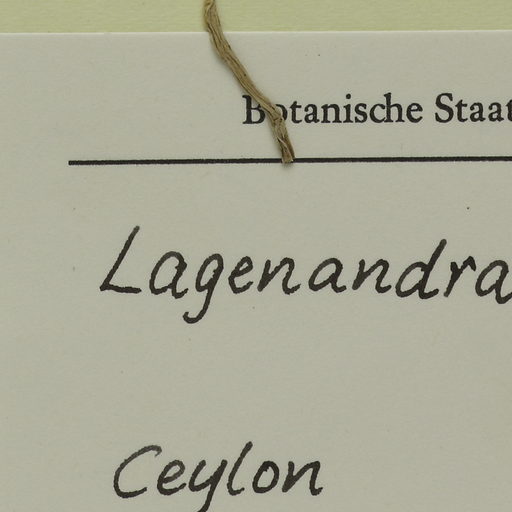 Botanische Staat
Lagenandra
Ceylon